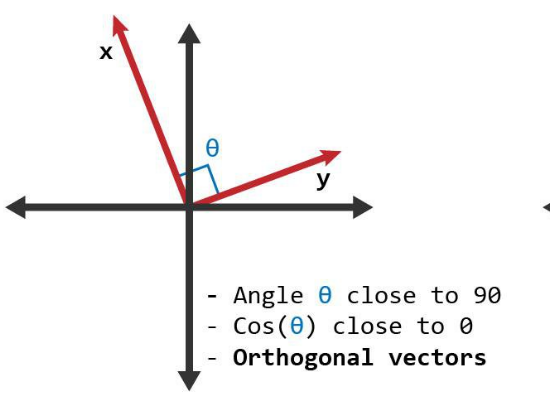 x
θ
y
- Angle θ close to 90
- Cos(θ) close to 0
- Orthogonal vectors